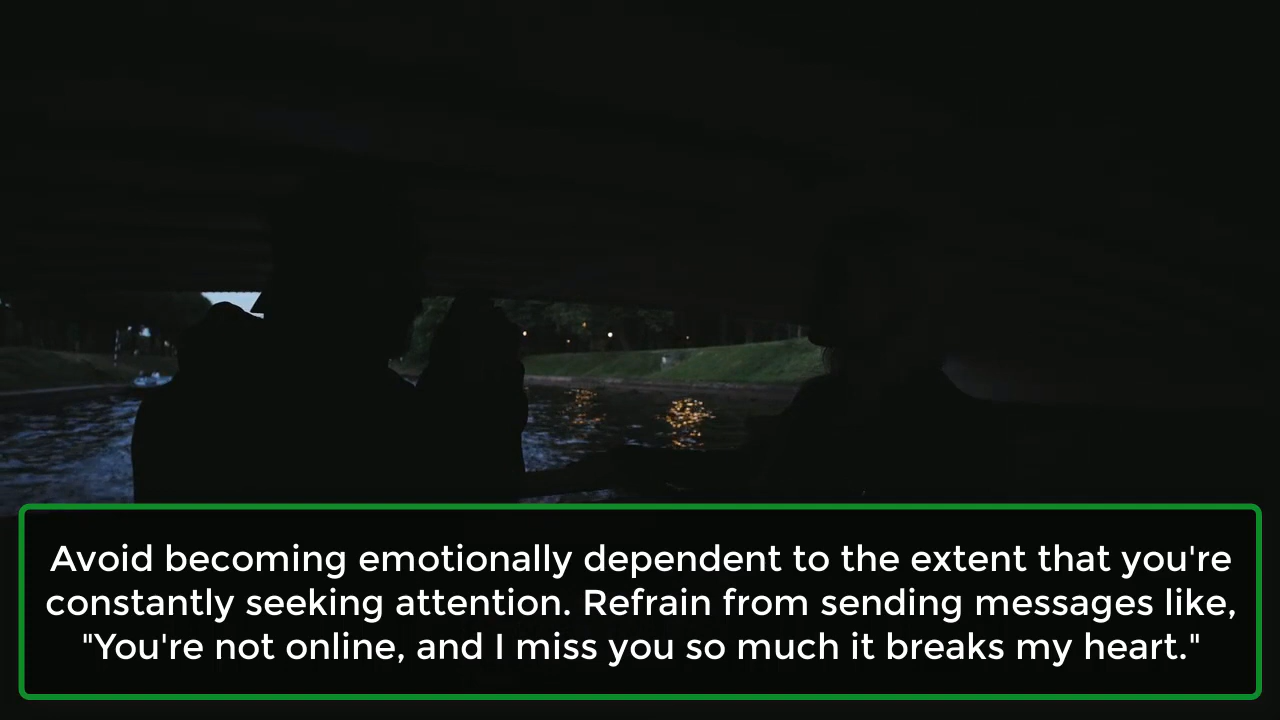 Avoid becoming emotionally dependent to the extent that you're
constantly seeking attention. Refrain from sending messages like,
"You're not online, and I miss you so much it breaks my heart."